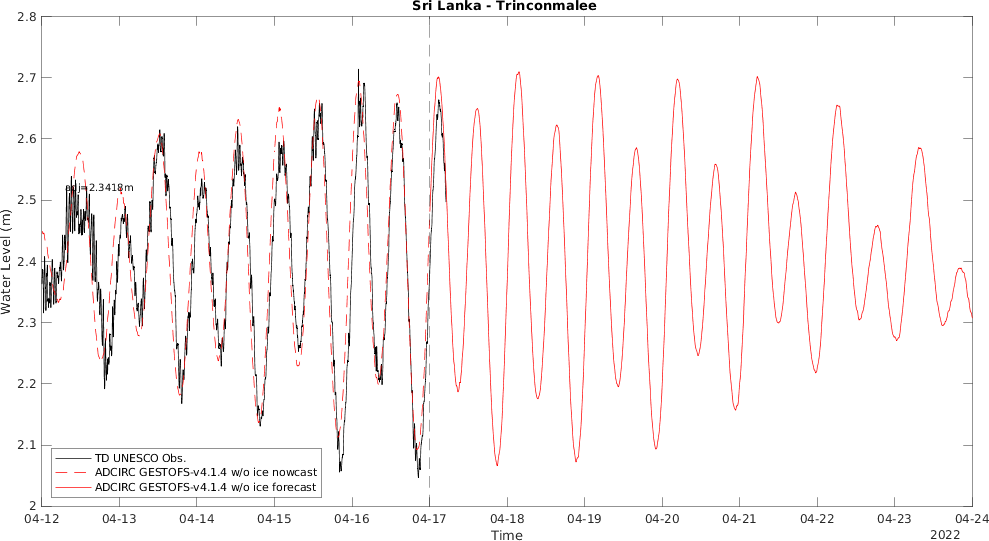 Sri Lanka - Trinconmalee
2.8
2.7
2.6
2.5
2.4
2.3
2.2
2.1
2
Water Level (m)
adj=2.3418m
TD UNESCO Obs.
ADCIRC GESTOFS-v4.1.4 w/o ice nowcast
ADCIRC GESTOFS-v4.1.4 w/o ice forecast
04-12 04-13 04-14 04-15 04-16 04-17 04-18 04-19 04-20 04-21 04-22 04-23 04-24
Time
2022